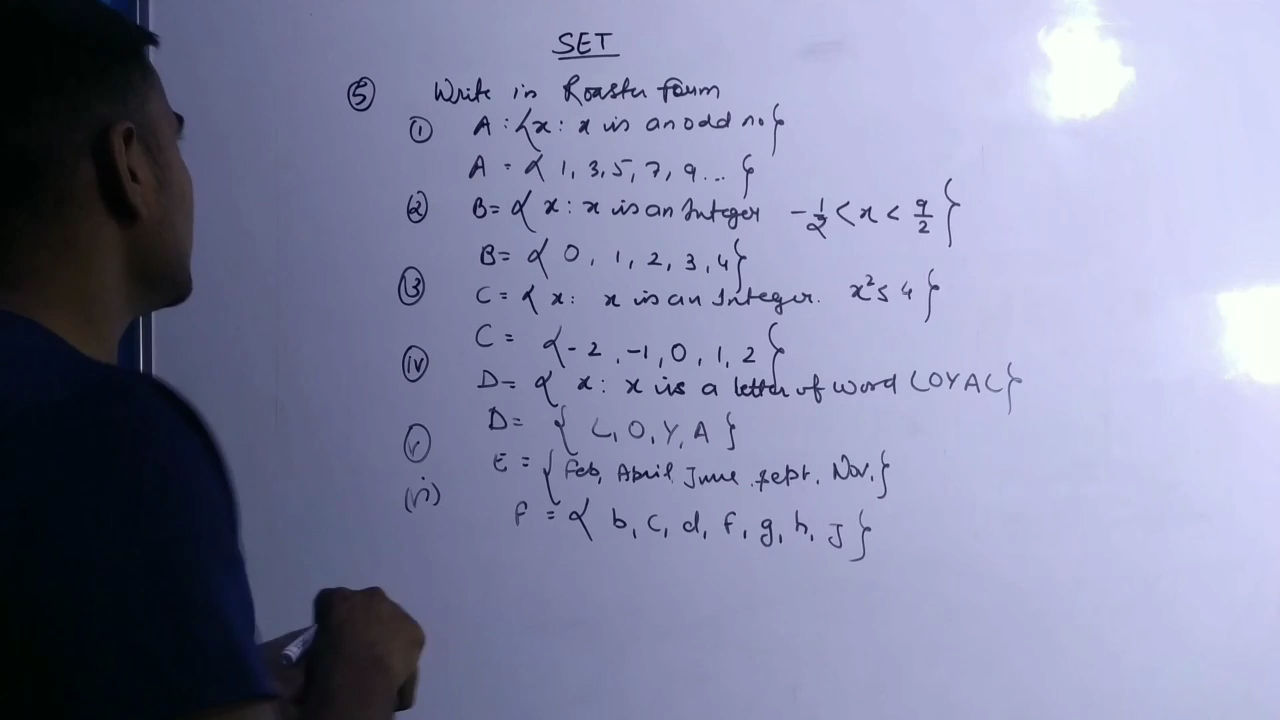 SET
⑤ Write in Roaster form
① A : {x : x is an odd no.}
A = { 1, 3, 5, 7, 9 ... }
② B = { x : x is an Integer -1/2 < x < 9/2 }
B = { 0, 1, 2, 3, 4 }
③ C = { x : x is an Integer. x² ≤ 4 }
C = { -2, -1, 0, 1, 2 }
(iv) D = { x : x is a letter of word LOYAL }
D = { L, O, Y, A }
(v) E = { Feb, April, June, sept. Nov. }
(vi) F = { b, c, d, f, g, h, J }